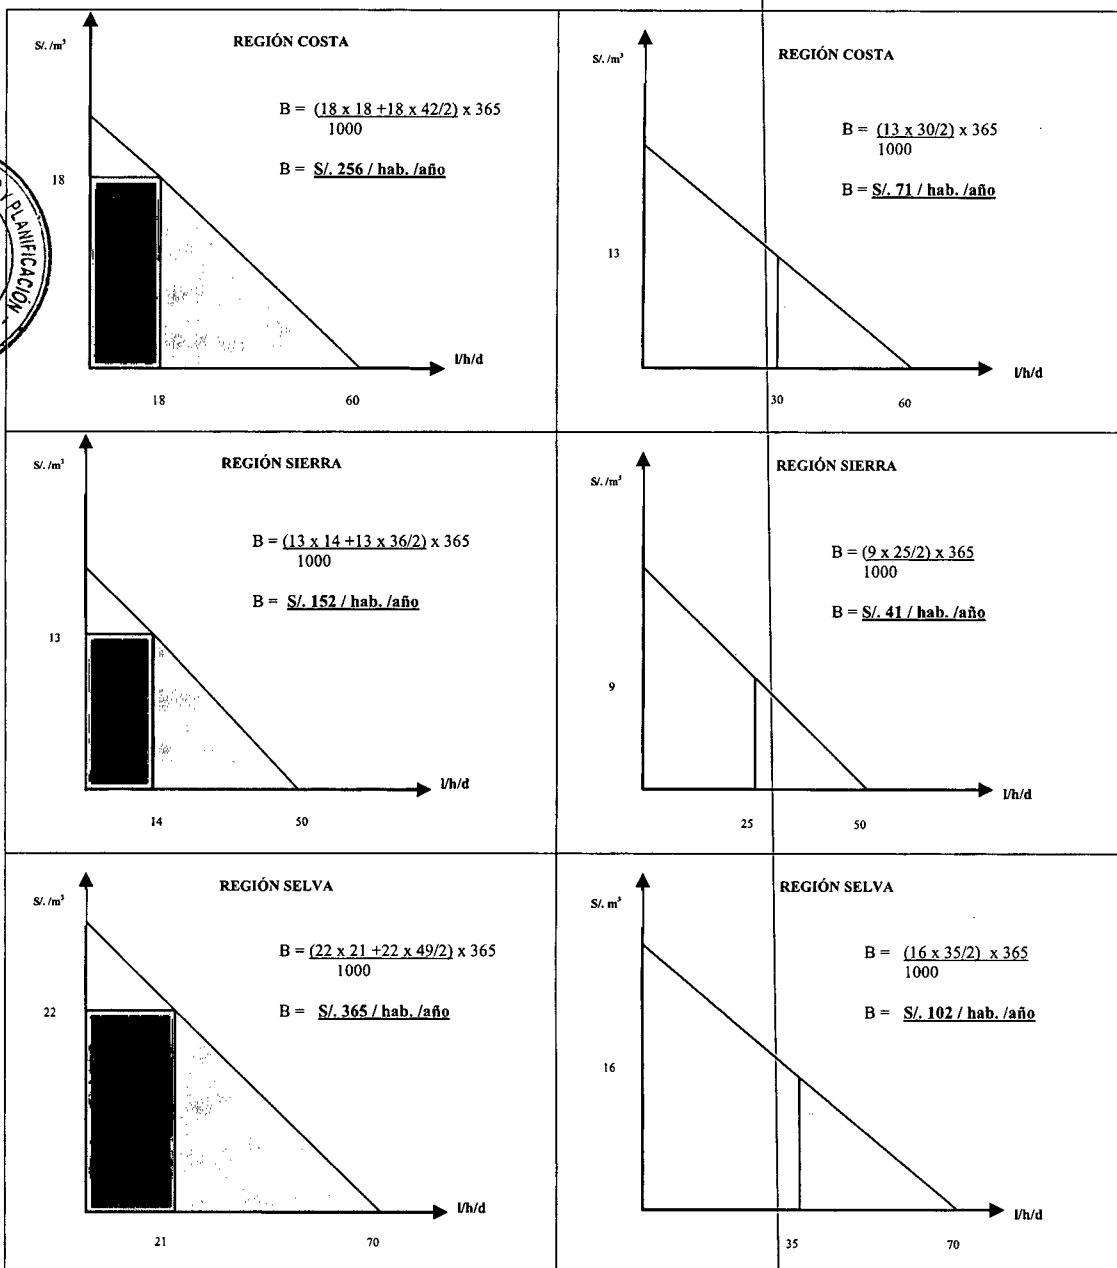 S/. /m³
REGIÓN COSTA
B = (18 x 18 +18 x 42/2) x 365
1000
B = S/. 256 / hab. /año
18
l/h/d
18 60
S/. /m³
REGIÓN COSTA
B = (13 x 30/2) x 365
1000
B = S/. 71 / hab. /año
13
l/h/d
30 60
Y PLANIFICACIÓN
S/. /m³
REGIÓN SIERRA
B = (13 x 14 +13 x 36/2) x 365
1000
B = S/. 152 / hab. /año
13
l/h/d
14 50
S/. /m³
REGIÓN SIERRA
B = (9 x 25/2) x 365
1000
B = S/. 41 / hab. /año
9
l/h/d
25 50
S/. /m³
REGIÓN SELVA
B = (22 x 21 +22 x 49/2) x 365
1000
B = S/. 365 / hab. /año
22
l/h/d
21 70
S/. m³
REGIÓN SELVA
B = (16 x 35/2) x 365
1000
B = S/. 102 / hab. /año
16
l/h/d
35 70